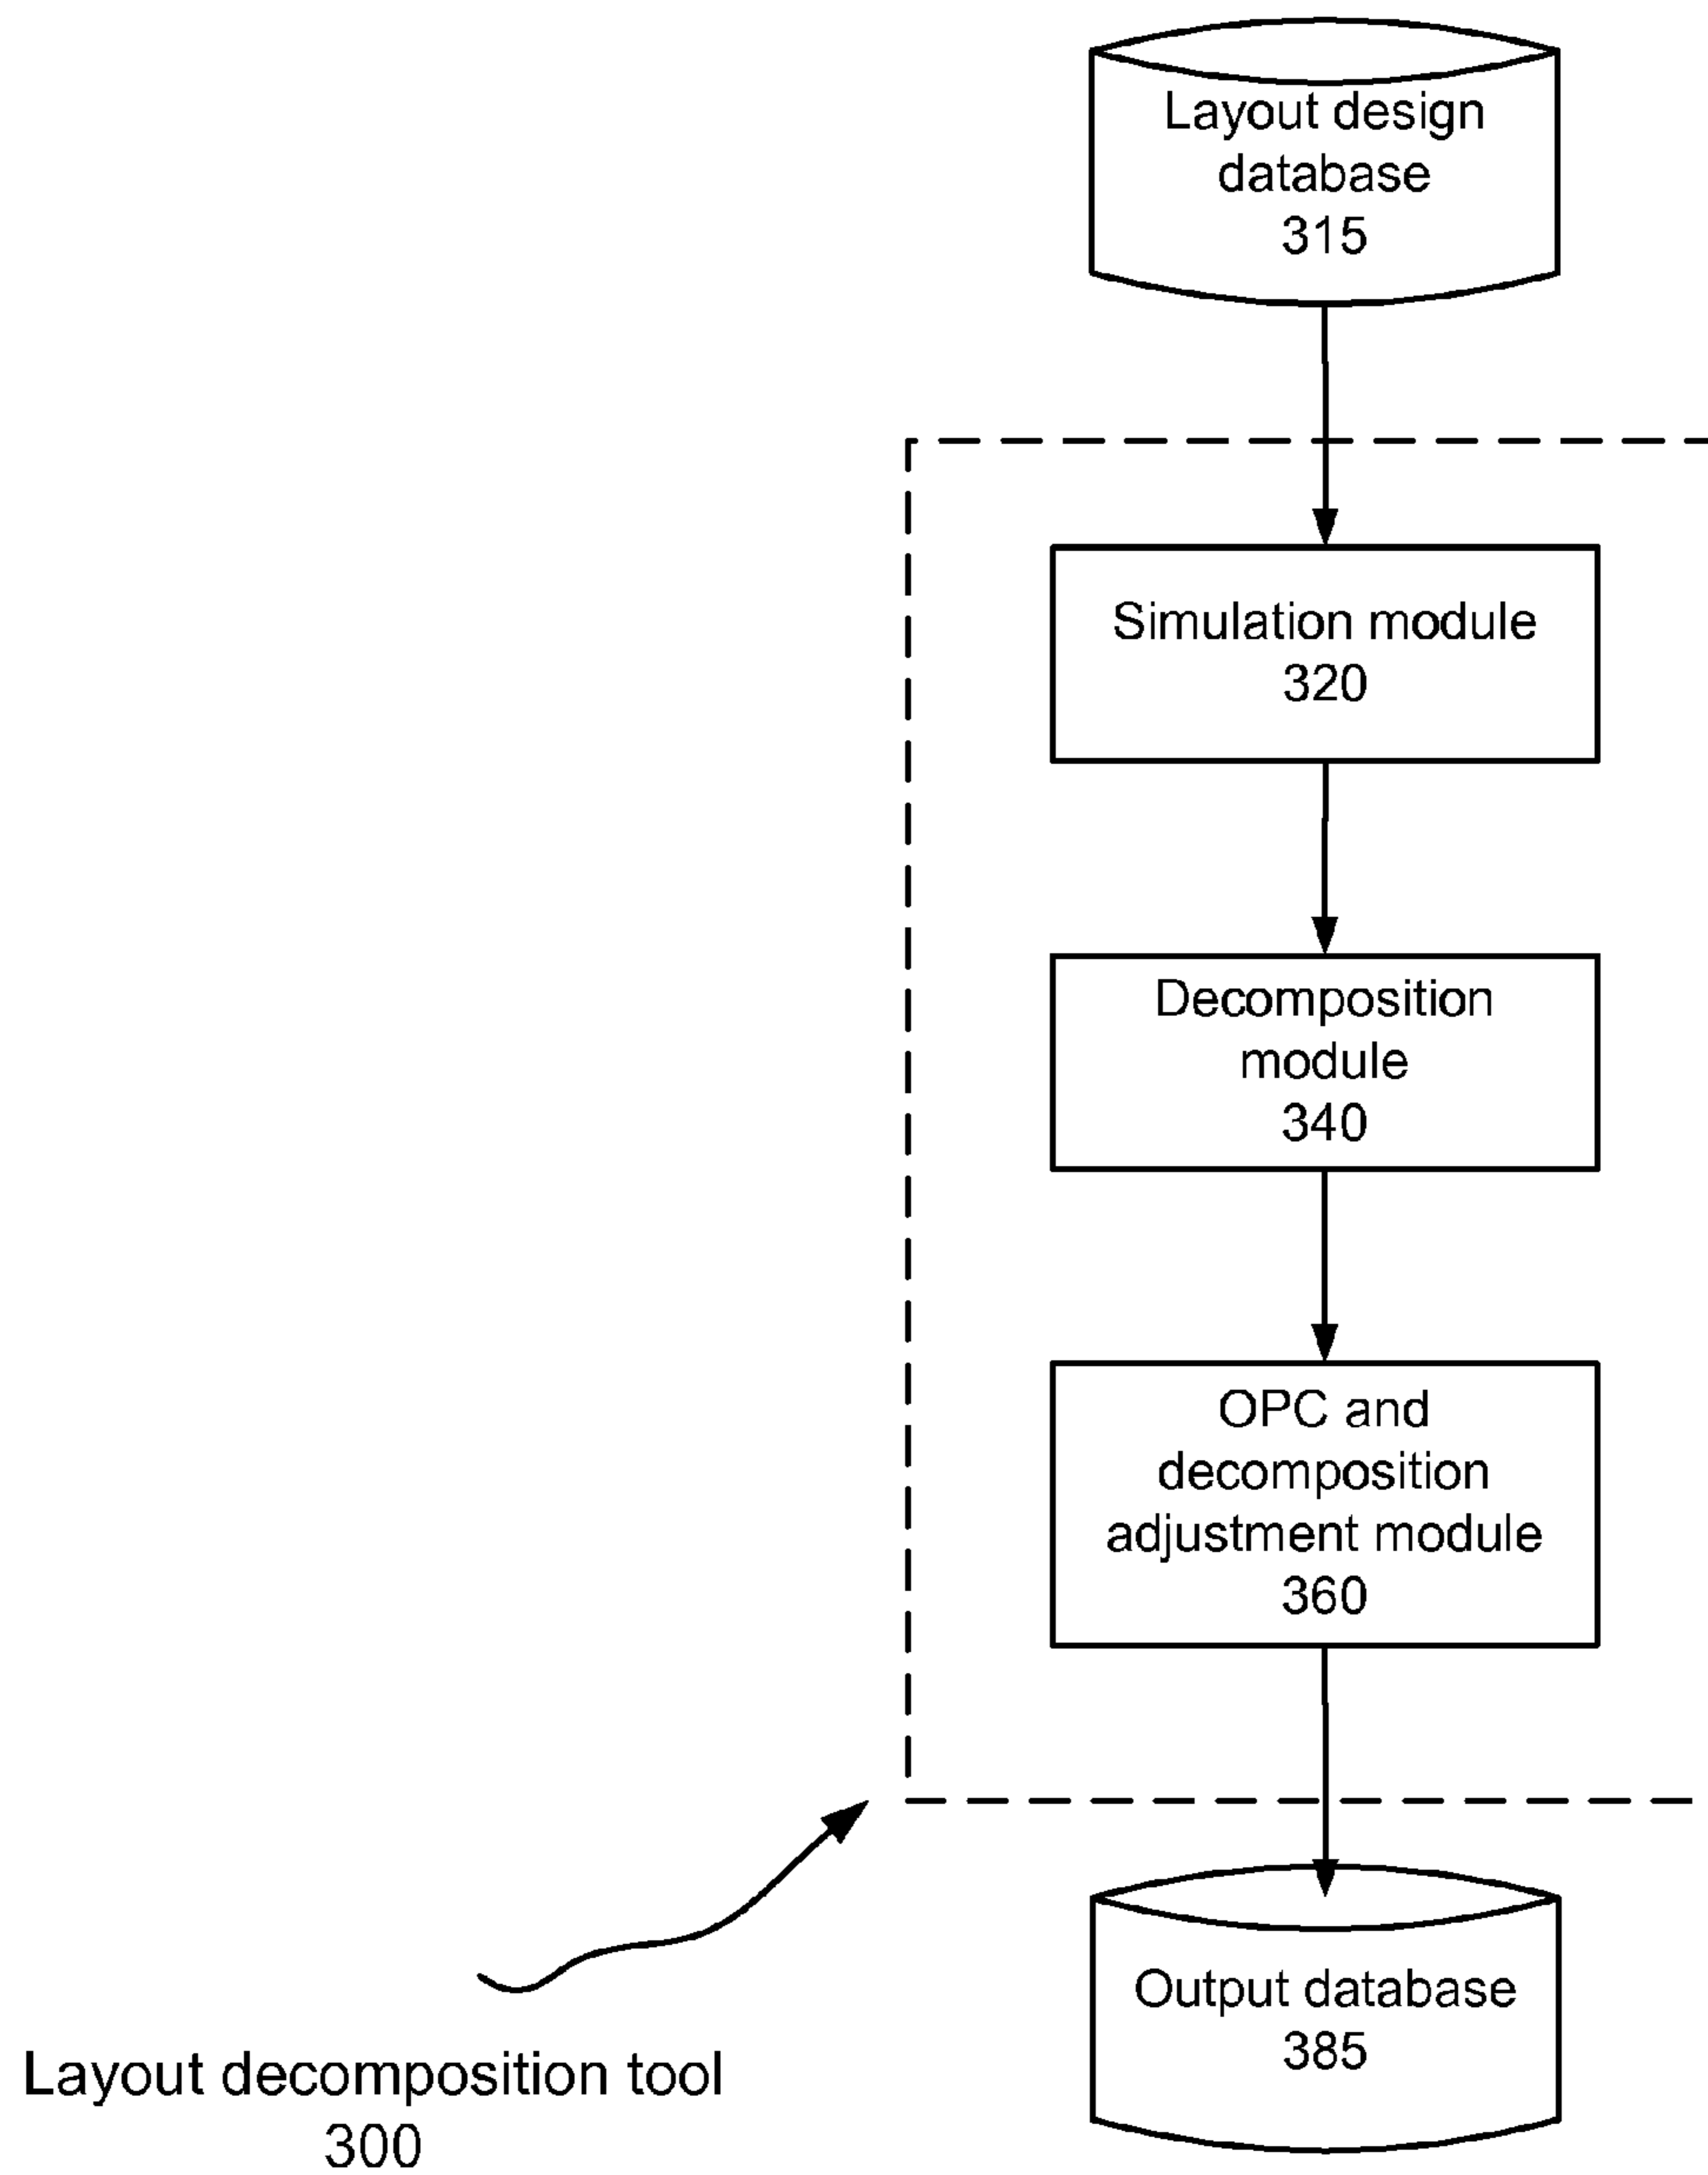 Layout design
database
315
Simulation module
320
Decomposition
module
340
OPC and
decomposition
adjustment module
360
Output database
385
Layout decomposition tool
300